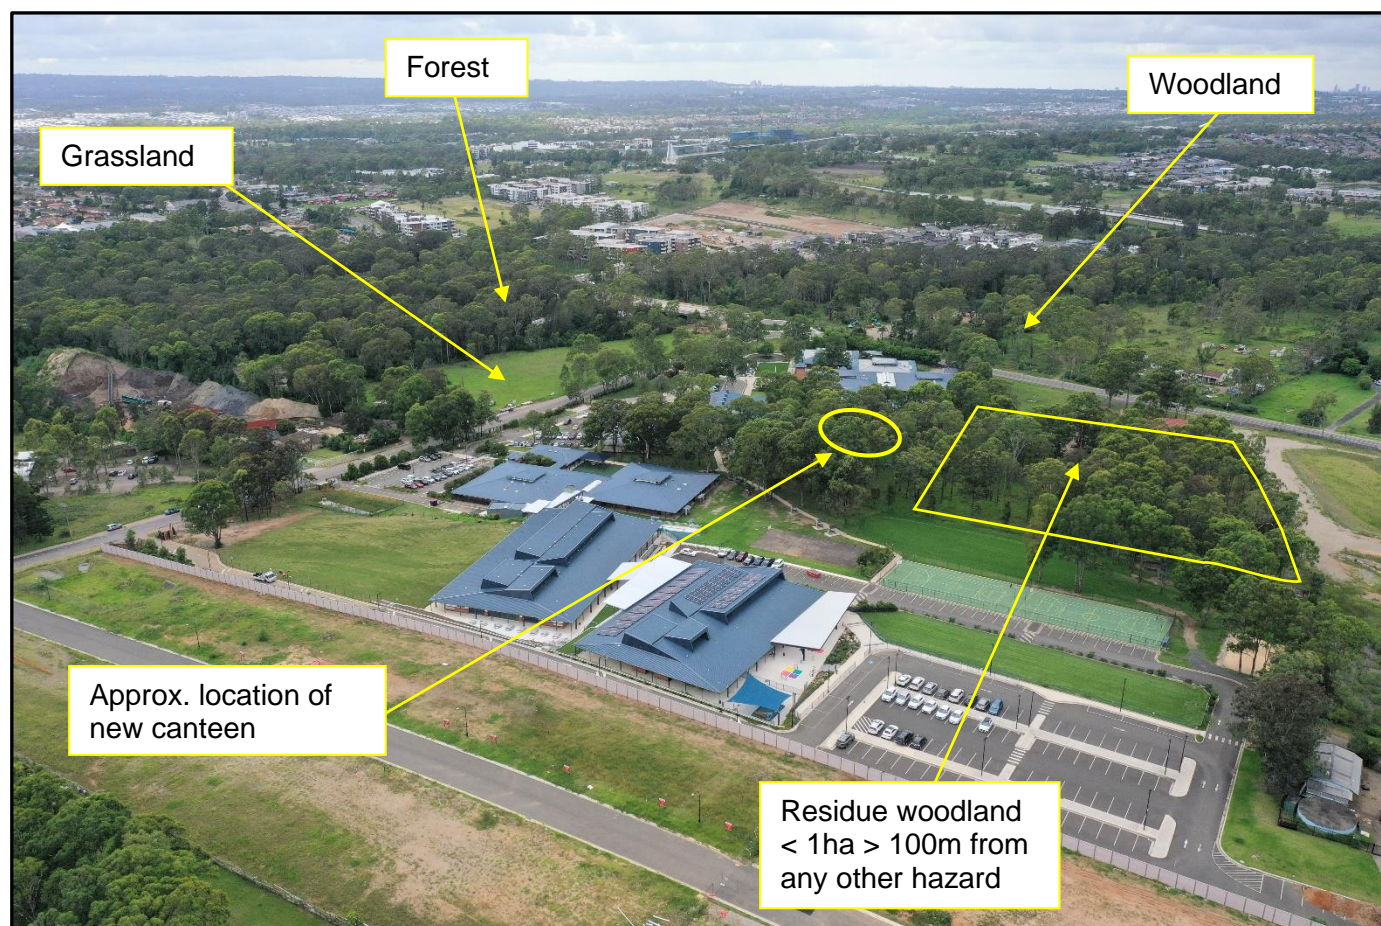 Forest
Woodland
Grassland
Approx. location of
new canteen
Residue woodland
< 1ha > 100m from
any other hazard